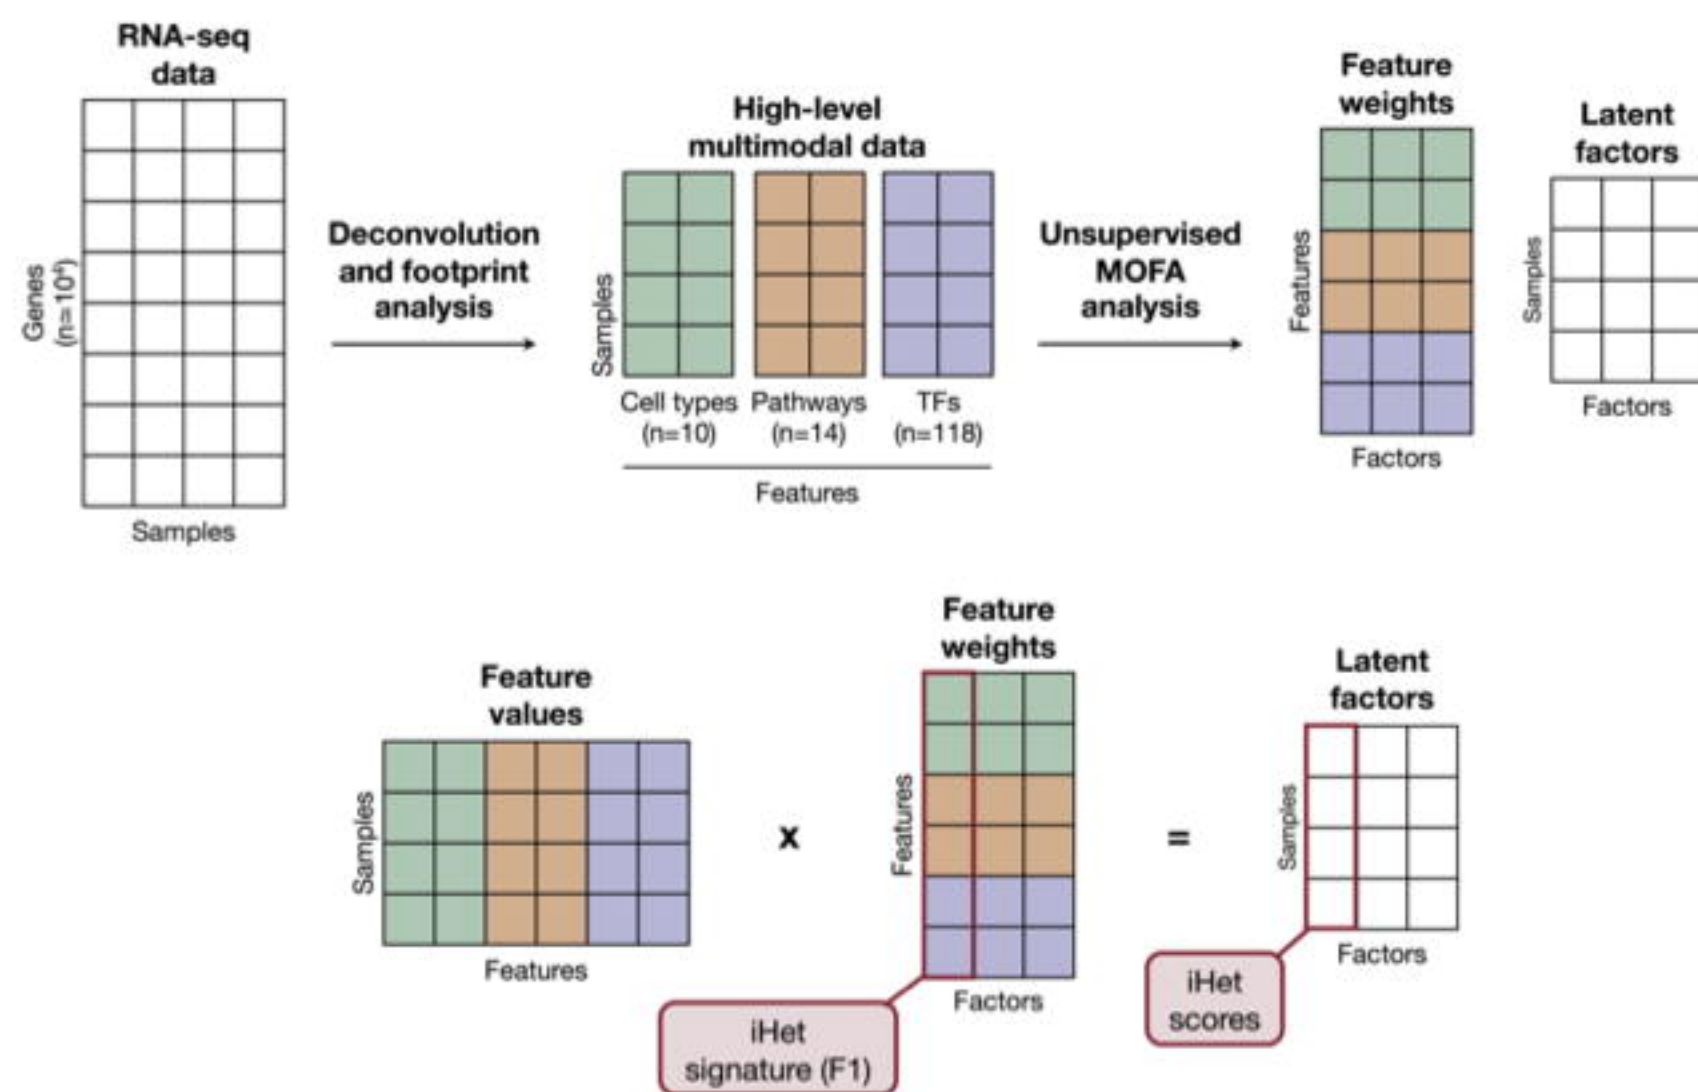 RNA-seq
data
Genes
(n=10⁴)
Samples
Deconvolution
and footprint
analysis
High-level
multimodal data
Samples
Cell types
(n=10)
Pathways
(n=14)
TFs
(n=118)
Features
Unsupervised
MOFA
analysis
Feature
weights
Features
Factors
Latent
factors
Samples
Factors
Feature
values
Samples
Features
x
Feature
weights
Features
Factors
iHet
signature (F1)
=
Latent
factors
Samples
Factors
iHet
scores